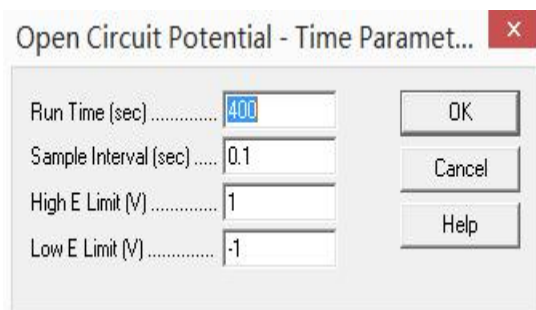 Open Circuit Potential - Time Paramet...
Run Time (sec) .............. 400
OK
Sample Interval (sec) ..... 0.1
Cancel
High E Limit (V) .............. 1
Help
Low E Limit (V) .............. -1